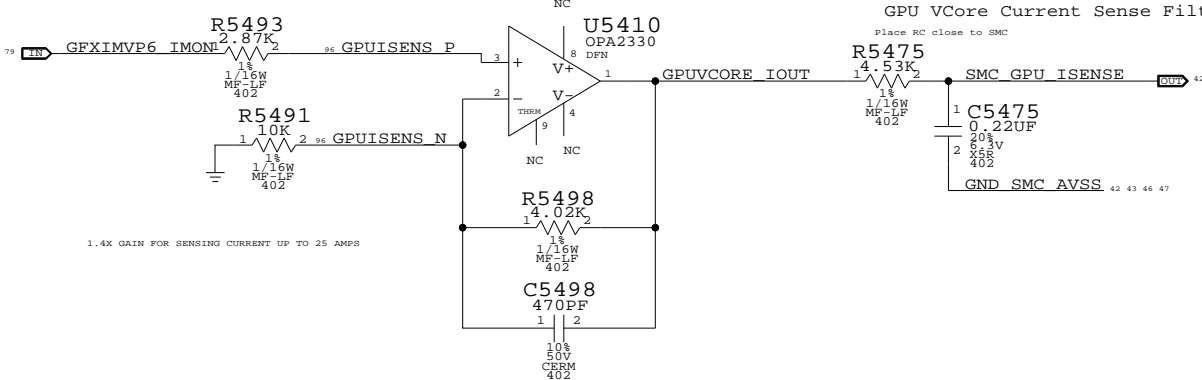 NC
GPU VCore Current Sense Filt
Place RC close to SMC
R5493
2.87K
1%
1/16W
MF-LF
402
79 IN GFXIMVP6_IMON 1 2 96 GPUISENS_P
U5410
OPA2330
DFN
3 + V+ 8
2 - V- 4
1
THRM
9
NC
NC
GPUVCORE_IOUT
R5475
4.53K
1 2
1%
1/16W
MF-LF
402
SMC_GPU_ISENSE
OUT 42
C5475
1
0.22UF
20%
6.3V
2 X5R
402
GND_SMC_AVSS 42 43 46 47
R5491
10K
1 2 96 GPUISENS_N
1%
1/16W
MF-LF
402
R5498
4.02K
1 2
1%
1/16W
MF-LF
402
1.4X GAIN FOR SENSING CURRENT UP TO 25 AMPS
C5498
470PF
1 2
10%
50V
CERM
402